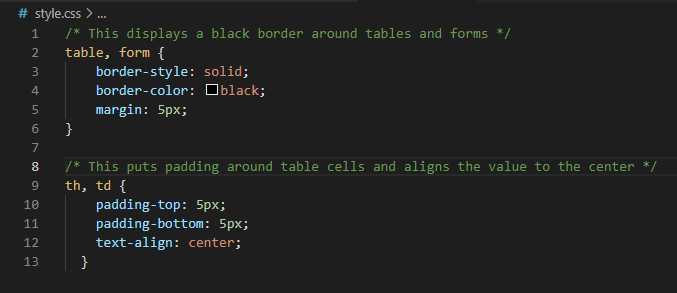 # style.css > ...
1 /* This displays a black border around tables and forms */
2 table, form {
3     border-style: solid;
4     border-color: black;
5     margin: 5px;
6 }
7
8 /* This puts padding around table cells and aligns the value to the center */
9 th, td {
10     padding-top: 5px;
11     padding-bottom: 5px;
12     text-align: center;
13   }